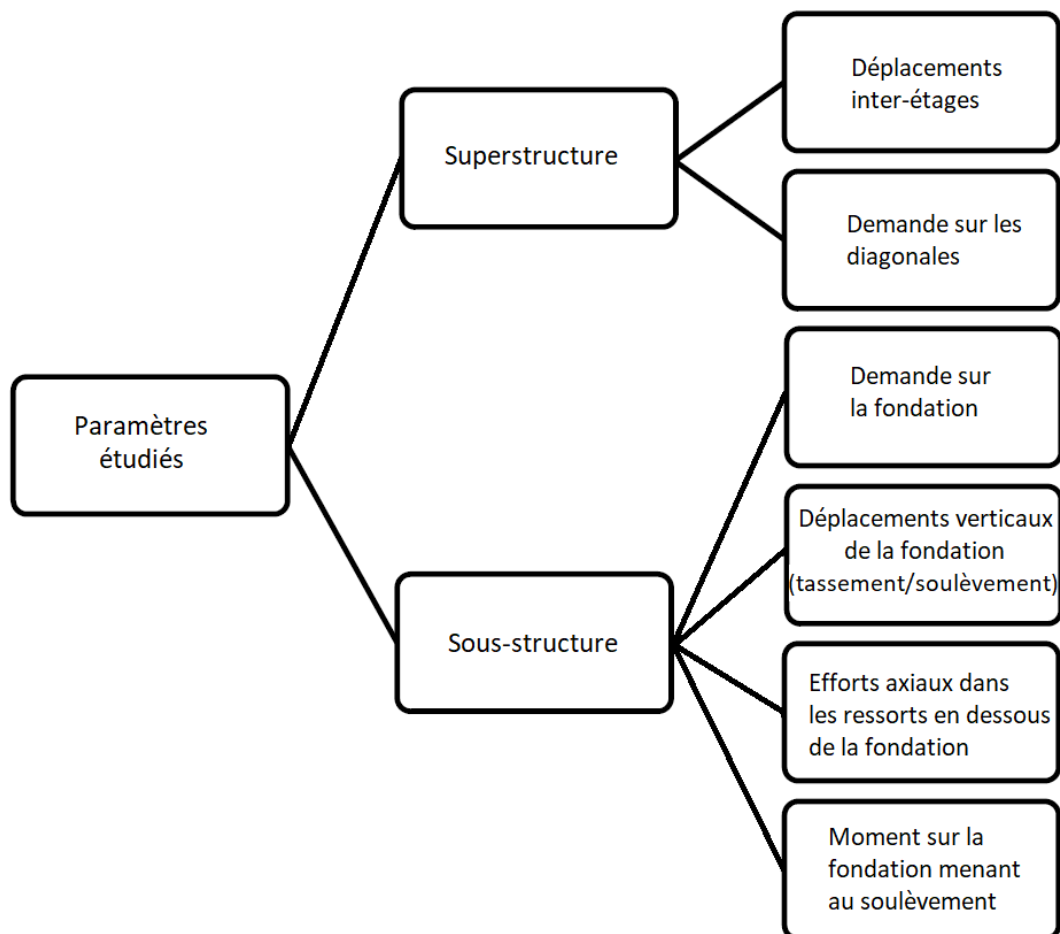 Paramètres
étudiés
Superstructure
Déplacements
inter-étages
Demande sur les
diagonales
Sous-structure
Demande sur
la fondation
Déplacements verticaux
de la fondation
(tassement/soulèvement)
Efforts axiaux dans
les ressorts en dessous
de la fondation
Moment sur la
fondation menant
au soulèvement